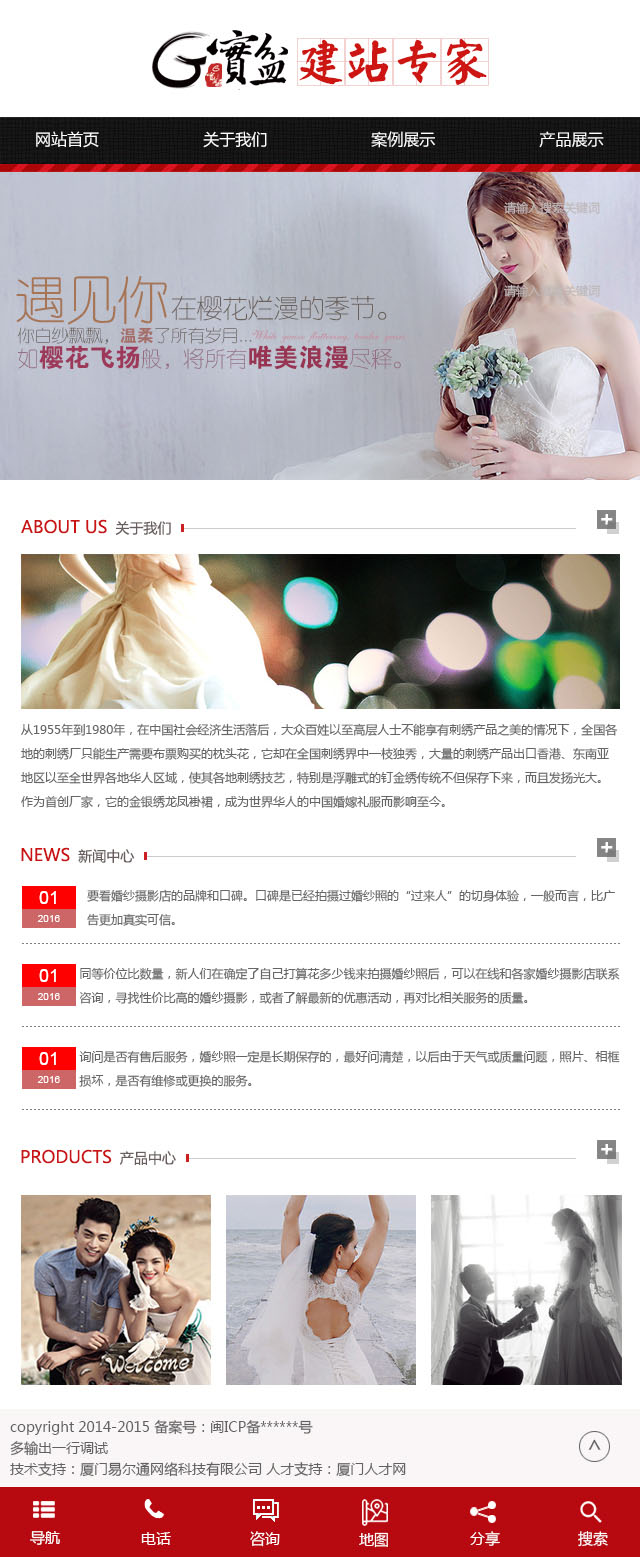 G寳盆 建站专家
网站首页 关于我们 案例展示 产品展示
请输入搜索关键词
请输入搜索关键词
遇见你在樱花烂漫的季节。
你白纱飘飘，温柔了所有岁月...
如樱花飞扬般，将所有唯美浪漫尽释。
ABOUT US 关于我们
从1955年到1980年，在中国社会经济生活落后，大众百姓以至高层人士不能享有刺绣产品之美的情况下，全国各
地的刺绣厂只能生产需要布票购买的枕头花，它却在全国刺绣界中一枝独秀，大量的刺绣产品出口香港、东南亚
地区以至全世界各地华人区域，使其各地刺绣技艺，特别是浮雕式的钉金绣传统不但保存下来，而且发扬光大。
作为首创厂家，它的金银绣龙凤褂裙，成为世界华人的中国婚嫁礼服而影响至今。
NEWS 新闻中心
01
2016
要看婚纱摄影店的品牌和口碑。口碑是已经拍摄过婚纱照的“过来人”的切身体验，一般而言，比广
告更加真实可信。
01
2016
同等价位比数量，新人们在确定了自己打算花多少钱来拍摄婚纱照后，可以在线和各家婚纱摄影店联系
咨询，寻找性价比高的婚纱摄影，或者了解最新的优惠活动，再对比相关服务的质量。
01
2016
询问是否有售后服务，婚纱照一定是长期保存的，最好问清楚，以后由于天气或质量问题，照片、相框
损坏，是否有维修或更换的服务。
PRODUCTS 产品中心
Welcome
copyright 2014-2015 备案号：闽ICP备******号
多输出一行调试
技术支持：厦门易尔通网络科技有限公司 人才支持：厦门人才网
导航 电话 咨询 地图 分享 搜索